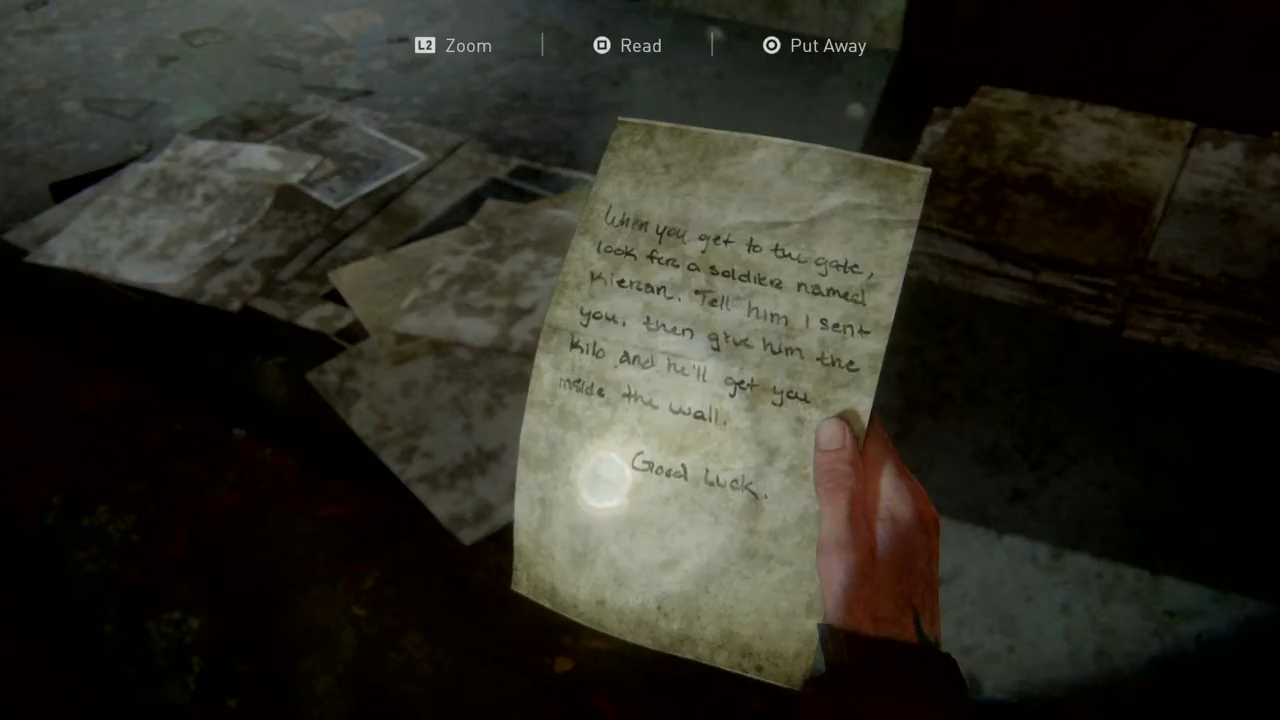 L2 Zoom | Read | Put Away
When you get to the gate,
look for a soldier named
Kieran. Tell him I sent
you, then give him the
kilo and he'll get you
inside the wall.
Good Luck.